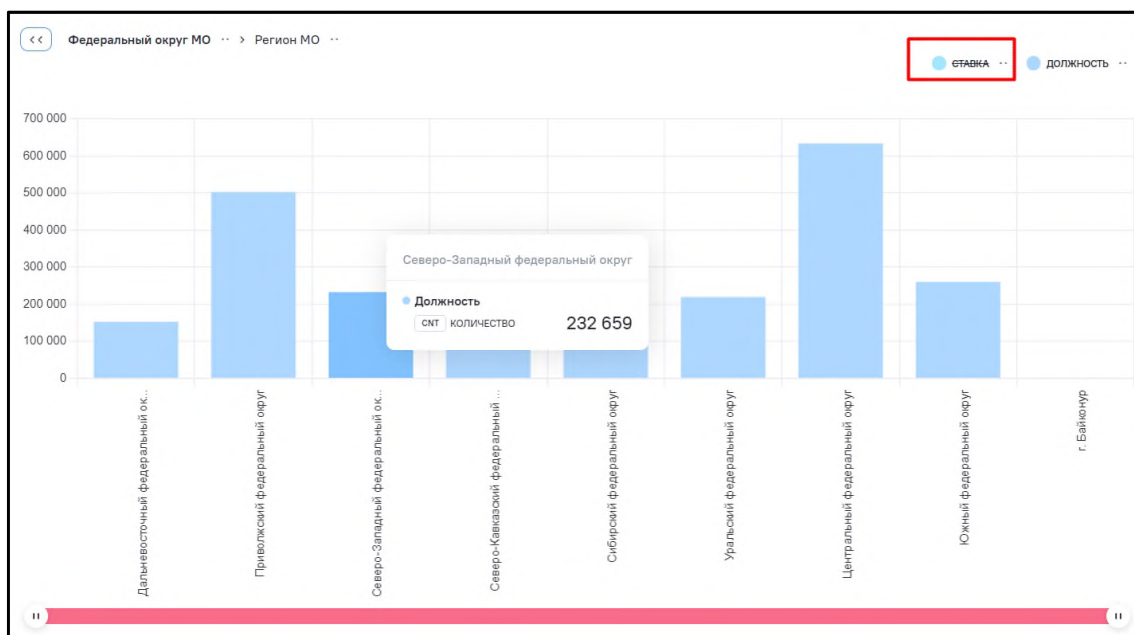 << Федеральный округ МО ·· > Регион МО ··
СТАВКА ·· ДОЛЖНОСТЬ ··
700 000
600 000
500 000
400 000
300 000
200 000
100 000
0
Северо-Западный федеральный округ
Должность
CNT КОЛИЧЕСТВО 232 659
Дальневосточный федеральный ок...
Приволжский федеральный округ
Северо-Западный федеральный ок...
Северо-Кавказский федеральный ...
Сибирский федеральный округ
Уральский федеральный округ
Центральный федеральный округ
Южный федеральный округ
г. Байконур